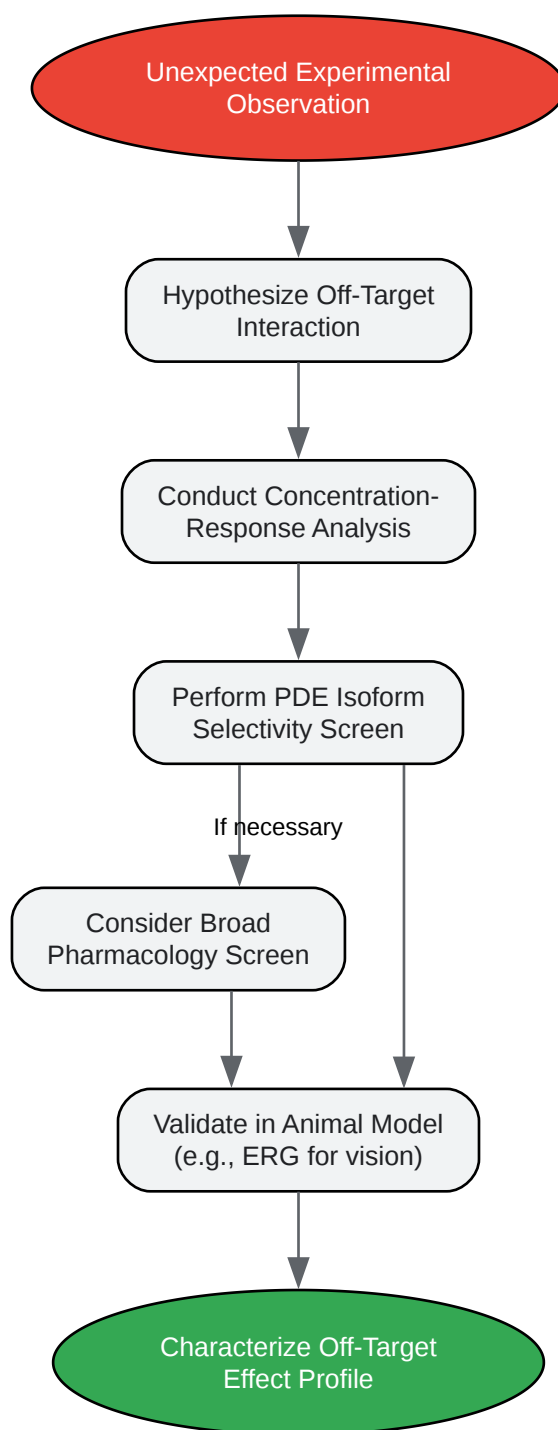 Unexpected Experimental
Observation
Hypothesize Off-Target
Interaction
Conduct Concentration-
Response Analysis
Perform PDE Isoform
Selectivity Screen
If necessary
Consider Broad
Pharmacology Screen
Validate in Animal Model
(e.g., ERG for vision)
Characterize Off-Target
Effect Profile